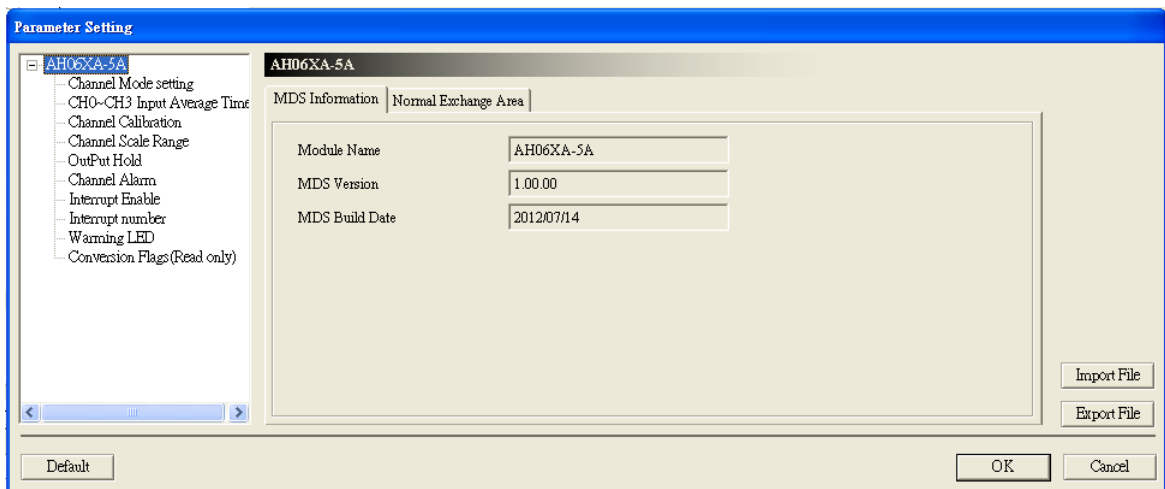 Parameter Setting
AH06XA-5A
Channel Mode setting
CH0~CH3 Input Average Time
Channel Calibration
Channel Scale Range
OutPut Hold
Channel Alarm
Interrupt Enable
Interrupt number
Warming LED
Conversion Flags(Read only)
AH06XA-5A
MDS Information Normal Exchange Area
Module Name AH06XA-5A
MDS Version 1.00.00
MDS Build Date 2012/07/14
Import File
Export File
Default OK Cancel